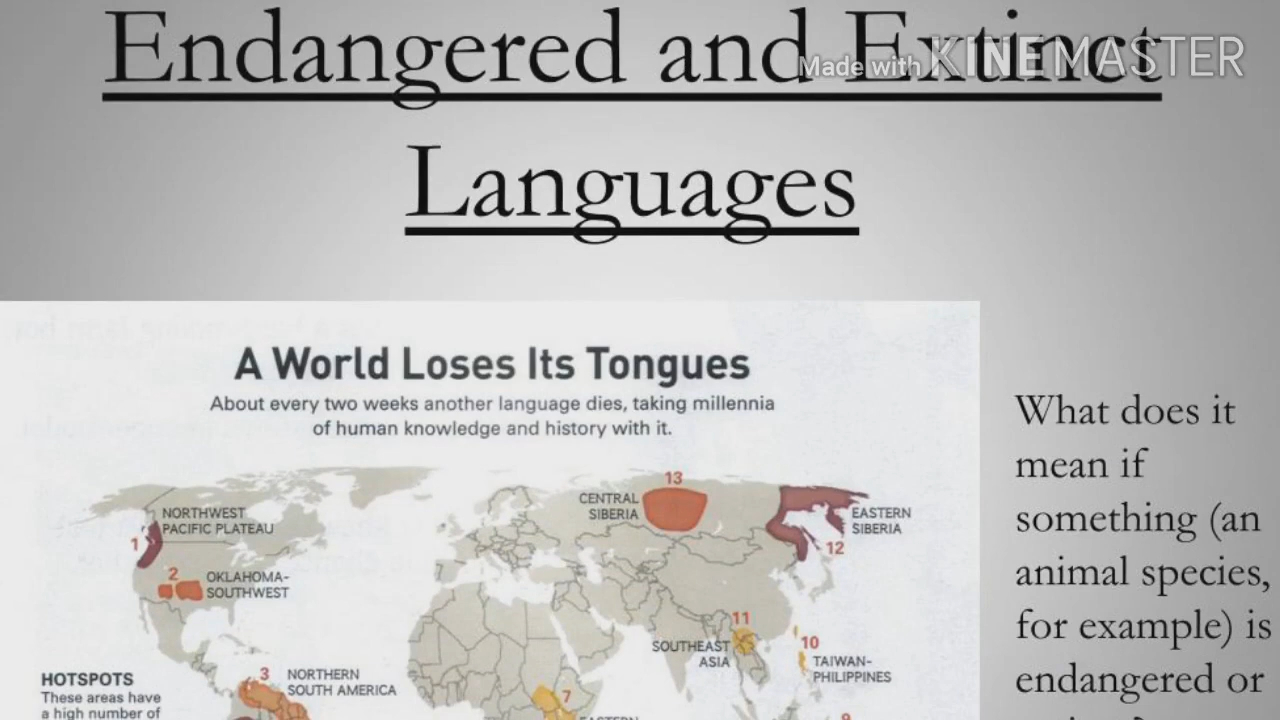 Endangered and Extinct
Made with KINEMASTER
Languages
A World Loses Its Tongues
About every two weeks another language dies, taking millennia
of human knowledge and history with it.
13
CENTRAL
SIBERIA
NORTHWEST
PACIFIC PLATEAU
1
EASTERN
SIBERIA
12
2
OKLAHOMA-
SOUTHWEST
11
SOUTHEAST
ASIA
10
TAIWAN-
PHILIPPINES
3
NORTHERN
SOUTH AMERICA
7
EASTERN
9
HOTSPOTS
These areas have
a high number of
What does it
mean if
something (an
animal species,
for example) is
endangered or